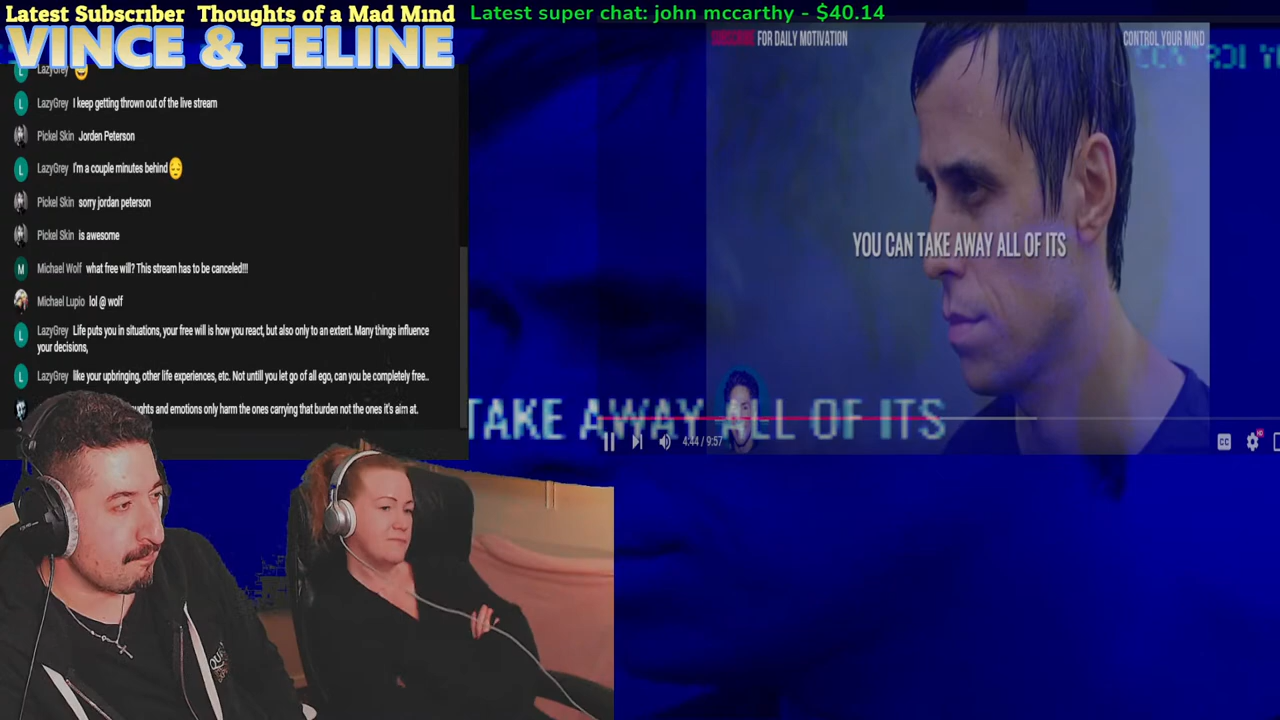 Latest Subscriber Thoughts of a Mad Mind
Latest super chat: john mccarthy - $40.14
VINCE & FELINE
LazyGrey
LazyGrey I keep getting thrown out of the live stream
Pickel Skin Jorden Peterson
LazyGrey I'm a couple minutes behind
Pickel Skin sorry jordan peterson
Pickel Skin is awesome
Michael Wolf what free will? This stream has to be canceled!!!
Michael Lupio lol @ wolf
LazyGrey Life puts you in situations, your free will is how you react, but also only to an extent. Many things influence
your decisions,
LazyGrey like your upbringing, other life experiences, etc. Not untill you let go of all ego, can you be completely free..
and emotions only harm the ones carrying that burden not the ones it's aim at.
SUBSCRIBE FOR DAILY MOTIVATION
CONTROL YOUR MIND
YOU CAN TAKE AWAY ALL OF ITS
TAKE AWAY ALL OF ITS
4:44 / 9:57
CC
HD